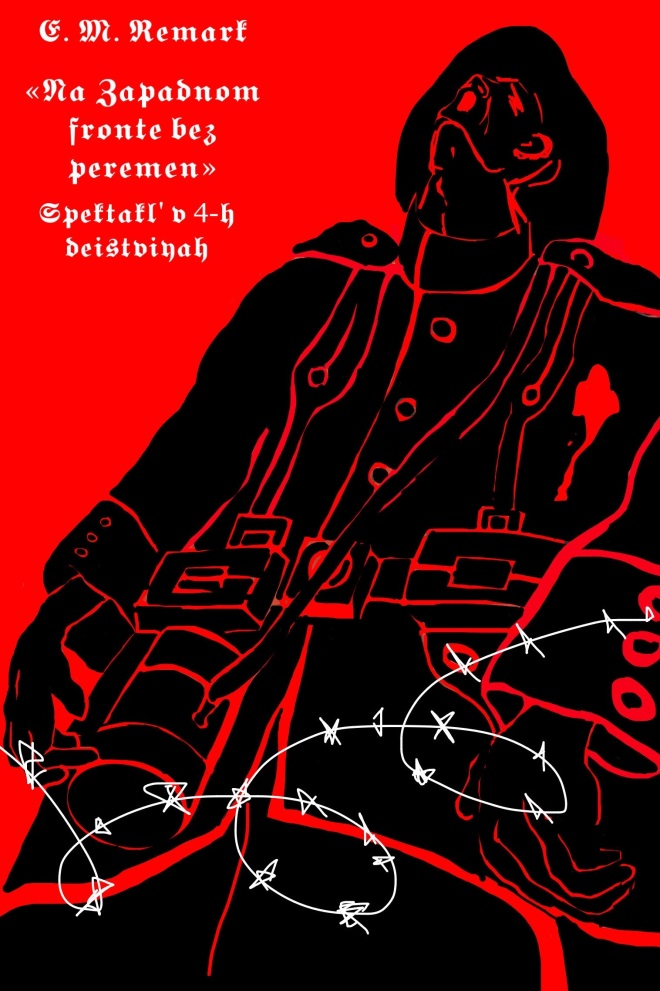 E. M. Remark
«Na Zapadnom
fronte bez
peremen»
Spektakl' v 4-h
deistviyah